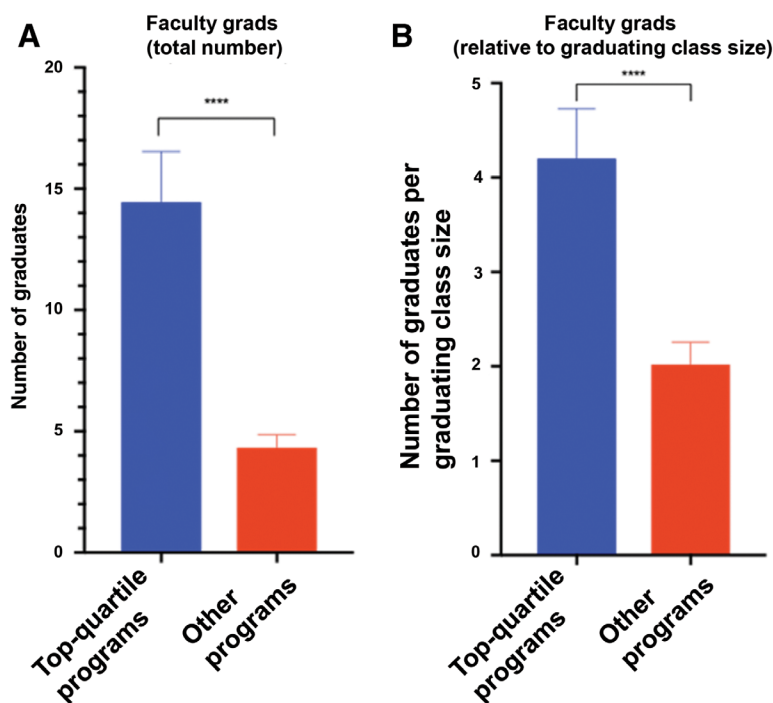 A
Faculty grads
(total number)
Number of graduates
20
15
10
5
0
****
Top-quartile
programs
Other
programs
B
Faculty grads
(relative to graduating class size)
Number of graduates per
graduating class size
5
4
3
2
1
0
****
Top-quartile
programs
Other
programs